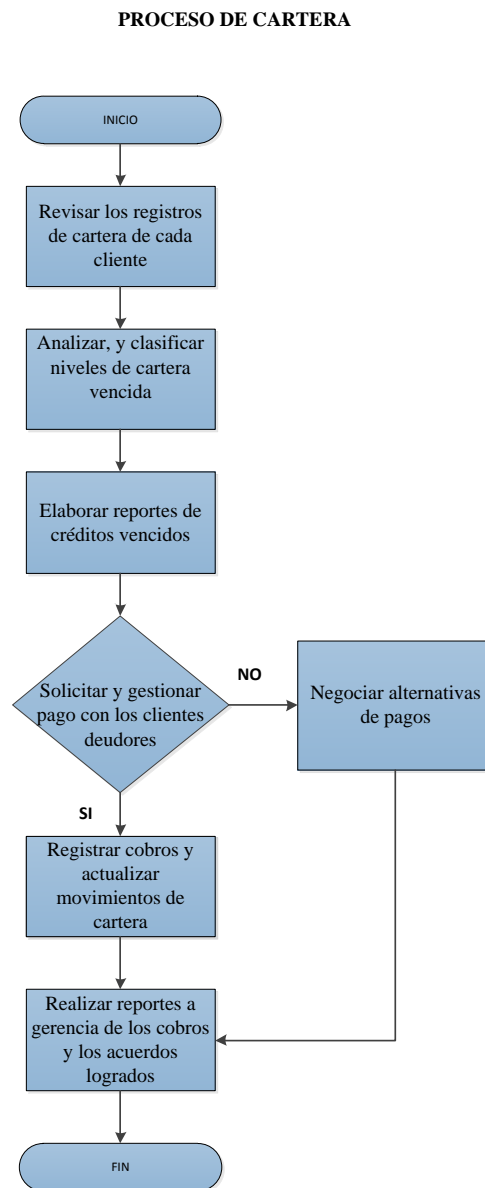 PROCESO DE CARTERA
INICIO
Revisar los registros
de cartera de cada
cliente
Analizar, y clasificar
niveles de cartera
vencida
Elaborar reportes de
créditos vencidos
Solicitar y gestionar
pago con los clientes
deudores
NO
Negociar alternativas
de pagos
SI
Registrar cobros y
actualizar
movimientos de
cartera
Realizar reportes a
gerencia de los cobros
y los acuerdos
logrados
FIN